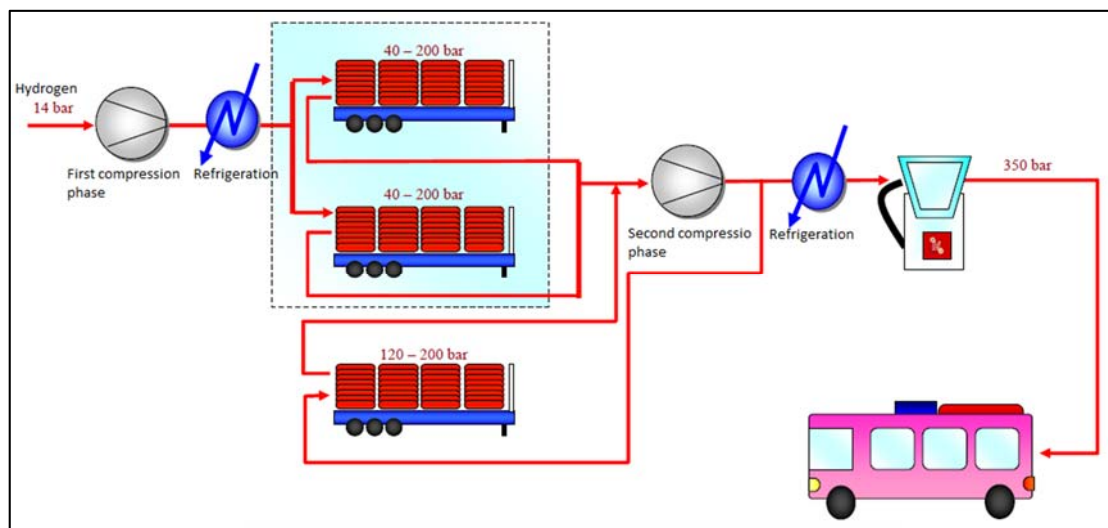 40 – 200 bar
Hydrogen
14 bar
First compression
phase
Refrigeration
40 – 200 bar
Second compressio
phase
Refrigeration
350 bar
120 – 200 bar